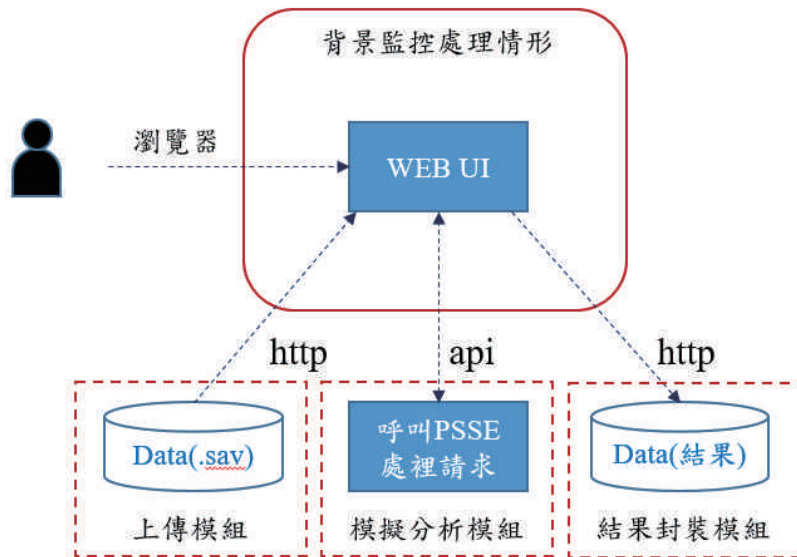 背景監控處理情形
瀏覽器
WEB UI
http
api
http
Data(.sav)
呼叫PSSE
處裡請求
Data(結果)
上傳模組
模擬分析模組
結果封裝模組